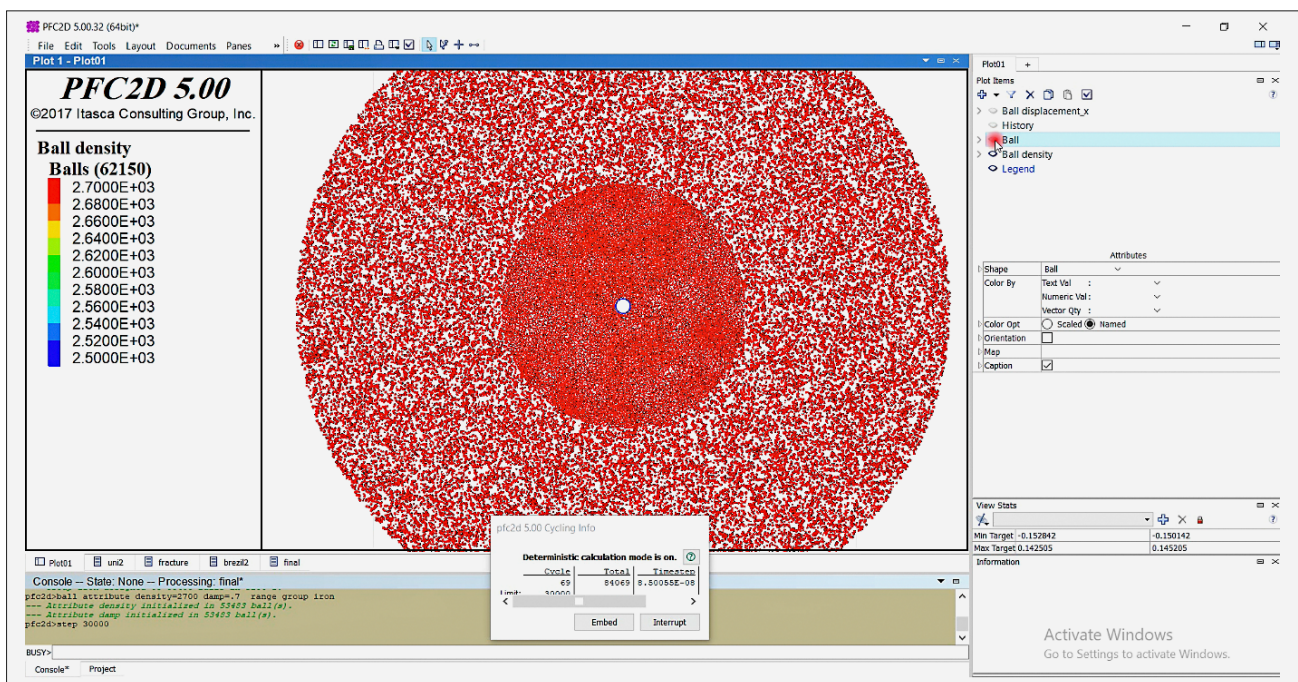 PFC2D 5.00.32 (64bit)*
File Edit Tools Layout Documents Panes »
Plot 1 - Plot01
PFC2D 5.00
©2017 Itasca Consulting Group, Inc.
Ball density
Balls (62150)
2.7000E+03
2.6800E+03
2.6600E+03
2.6400E+03
2.6200E+03
2.6000E+03
2.5800E+03
2.5600E+03
2.5400E+03
2.5200E+03
2.5000E+03
Plot01 +
Plot Items
Ball displacement_x
History
Ball
Ball density
Legend
Attributes
Shape Ball
Color By Text Val :
Numeric Val:
Vector Qty :
Color Opt Scaled Named
Orientation
Map
Caption
View Stats
Min Target -0.152842 -0.150142
Max Target 0.142505 0.145205
Information
pfc2d 5.00 Cycling Info
Deterministic calculation mode is on.
Cycle Total Timestep
69 84069 8.50055E-08
Limit: 30000
Embed Interrupt
Plot01 uni2 fracture brezil2 final
Console -- State: None -- Processing: final*
pfc2d>ball attribute density=2700 damp=.7 range group iron
--- Attribute density initialized in 53483 ball(s).
--- Attribute damp initialized in 53483 ball(s).
pfc2d>step 30000
BUSY>
Console* Project
Activate Windows
Go to Settings to activate Windows.